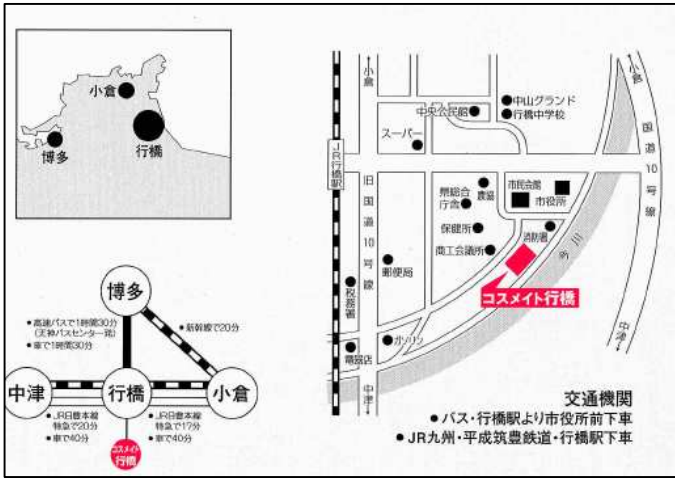 小倉
博多
行橋
博多
●高速バスで1時間30分
(天神バスセンター発)
●車で1時間30分
●新幹線で20分
中津
行橋
小倉
●JR日豊本線
特急で20分
●車で40分
●JR日豊本線
特急で17分
●車で40分
コスメイト
行橋
↑小倉
↑小倉
中央公民館
中山グランド
行橋中学校
スーパー
国道10号線
JR行橋駅
旧国道10号線
県総合
庁舎
農協
市民会館
市役所
保健所
消防署
商工会議所
今川
郵便局
コスメイト行橋
税務署
ガソリン
電器店
中津↓
中津↓
交通機関
●バス・行橋駅より市役所前下車
●JR九州・平成筑豊鉄道・行橋駅下車